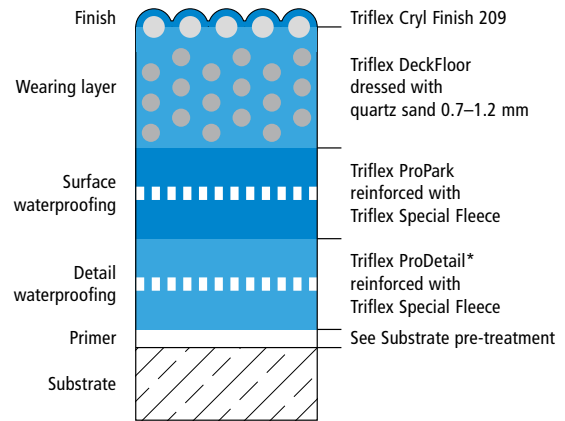 Finish
Triflex Cryl Finish 209
Wearing layer
Triflex DeckFloor
dressed with
quartz sand 0.7–1.2 mm
Surface
waterproofing
Triflex ProPark
reinforced with
Triflex Special Fleece
Detail
waterproofing
Triflex ProDetail*
reinforced with
Triflex Special Fleece
Primer
See Substrate pre-treatment
Substrate